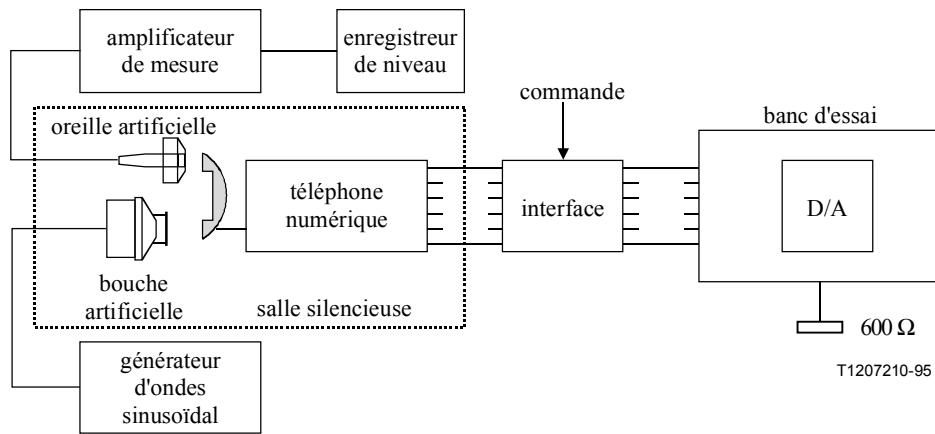 amplificateur
de mesure
enregistreur
de niveau
commande
banc d'essai
oreille artificielle
téléphone
numérique
interface
D/A
bouche
artificielle
salle silencieuse
600 Ω
générateur
d'ondes
sinusoïdal
T1207210-95